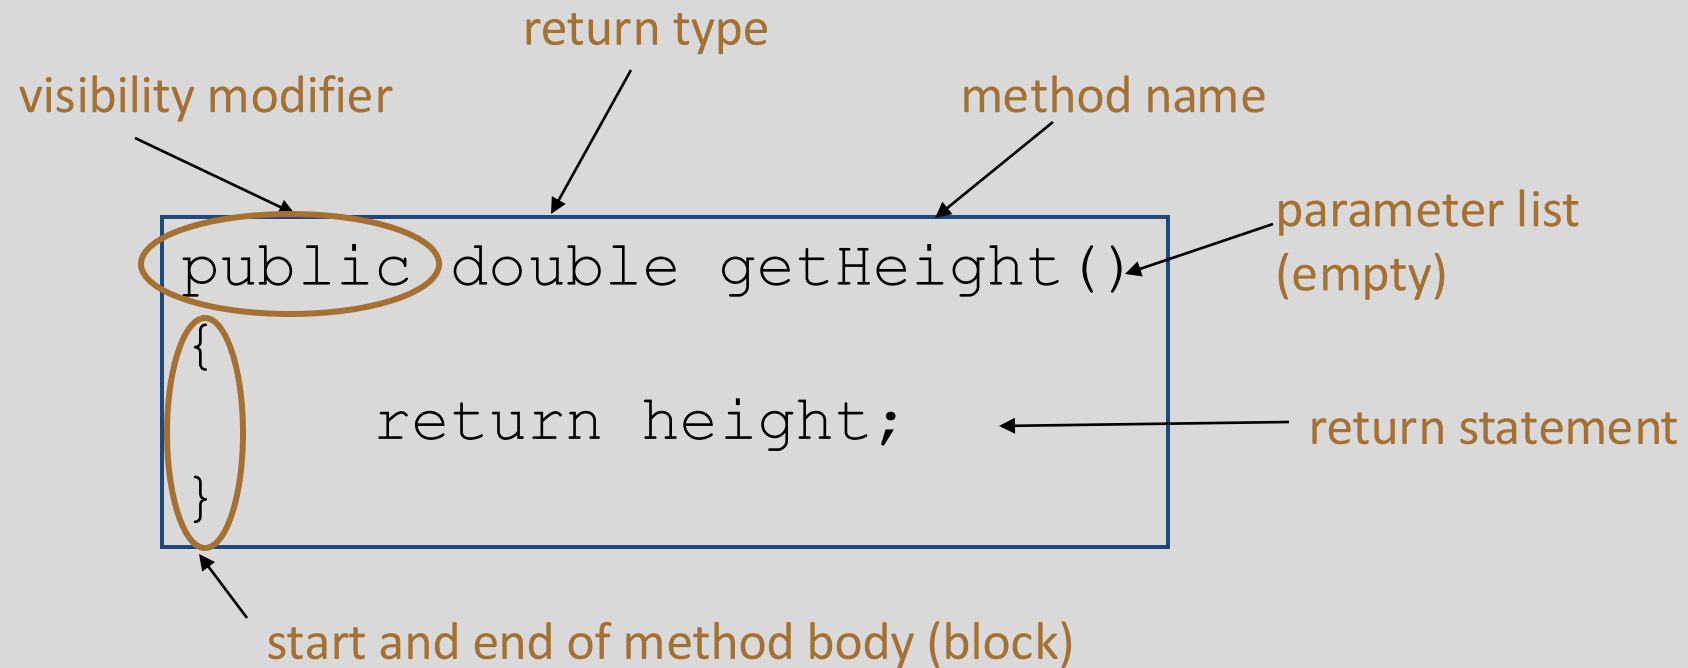 return type
visibility modifier
method name
parameter list
(empty)
public double getHeight()
{
return height;
return statement
}
start and end of method body (block)